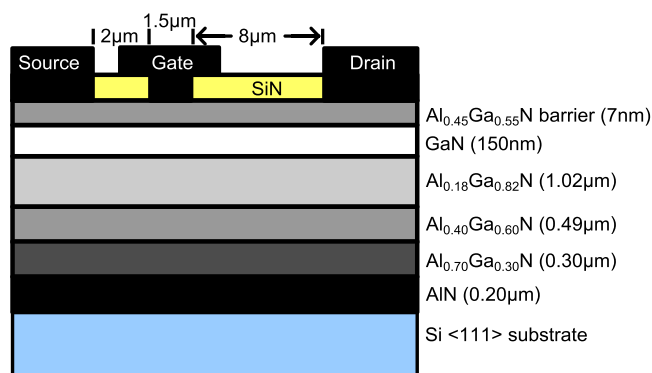 1.5µm
2µm
8µm
Source
Gate
Drain
SiN
Al₀.₄₅Ga₀.₅₅N barrier (7nm)
GaN (150nm)
Al₀.₁₈Ga₀.₈₂N (1.02µm)
Al₀.₄₀Ga₀.₆₀N (0.49µm)
Al₀.₇₀Ga₀.₃₀N (0.30µm)
AlN (0.20µm)
Si <111> substrate